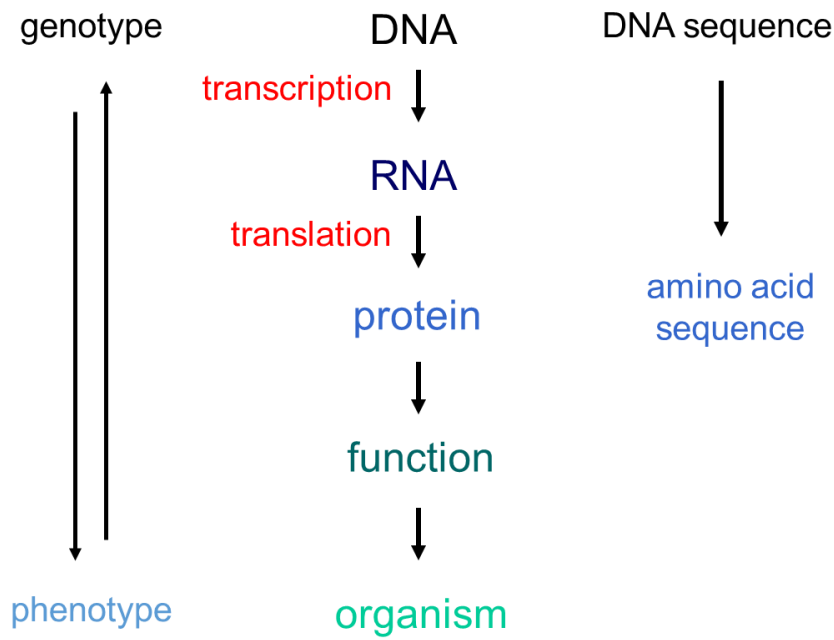 genotype
DNA
DNA sequence
transcription
RNA
translation
amino acid
sequence
protein
function
phenotype
organism